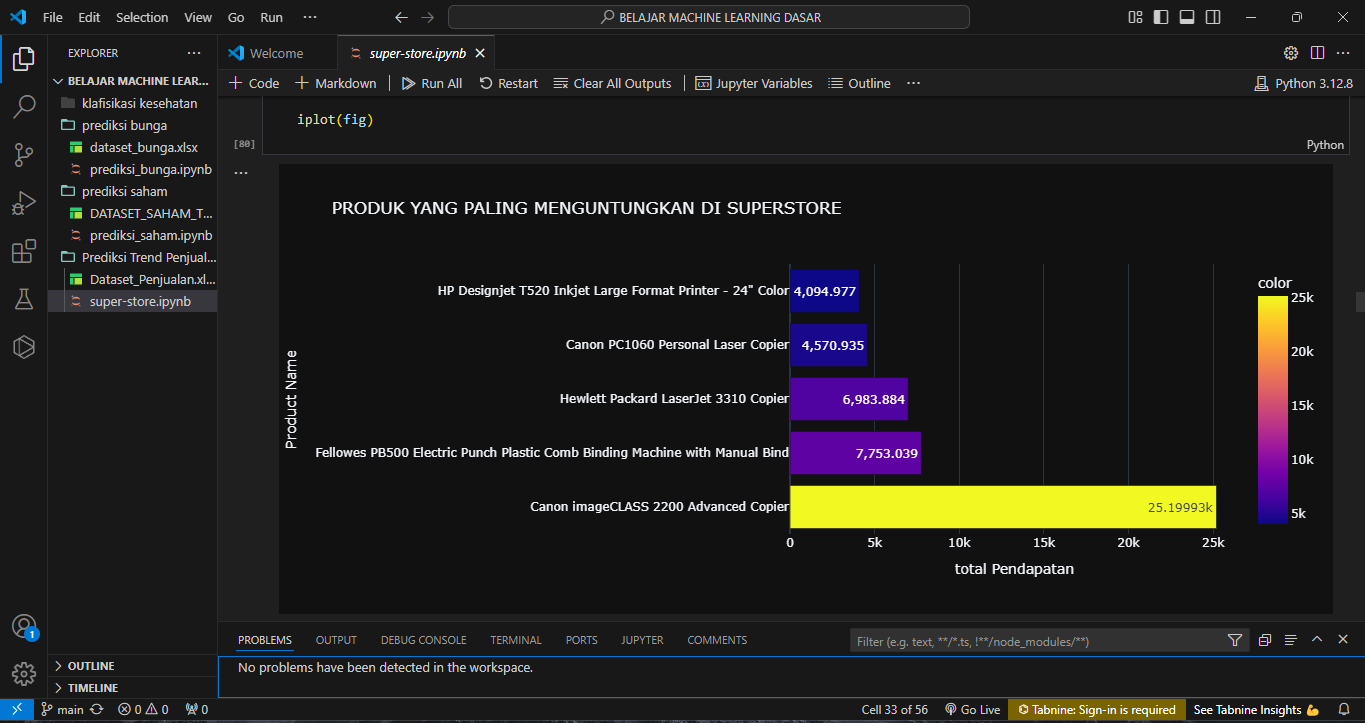 File Edit Selection View Go Run ··· BELAJAR MACHINE LEARNING DASAR
EXPLORER ···
BELAJAR MACHINE LEAR...
klafisikasi kesehatan
prediksi bunga
dataset_bunga.xlsx
prediksi_bunga.ipynb
prediksi saham
DATASET_SAHAM_T...
prediksi_saham.ipynb
Prediksi Trend Penjual...
Dataset_Penjualan.xl...
super-store.ipynb
OUTLINE
TIMELINE
Welcome super-store.ipynb
Code Markdown Run All Restart Clear All Outputs Jupyter Variables Outline ··· Python 3.12.8
iplot(fig)
[80] Python
PRODUK YANG PALING MENGUNTUNGKAN DI SUPERSTORE
Product Name
HP Designjet T520 Inkjet Large Format Printer - 24" Color 4,094.977
Canon PC1060 Personal Laser Copier 4,570.935
Hewlett Packard LaserJet 3310 Copier 6,983.884
Fellowes PB500 Electric Punch Plastic Comb Binding Machine with Manual Bind 7,753.039
Canon imageCLASS 2200 Advanced Copier 25.19993k
0 5k 10k 15k 20k 25k
total Pendapatan
color
25k
20k
15k
10k
5k
PROBLEMS OUTPUT DEBUG CONSOLE TERMINAL PORTS JUPYTER COMMENTS Filter (e.g. text, **/*.ts, !**/node_modules/**)
No problems have been detected in the workspace.
1
main 0 0 0 Cell 33 of 56 Go Live Tabnine: Sign-in is required See Tabnine Insights